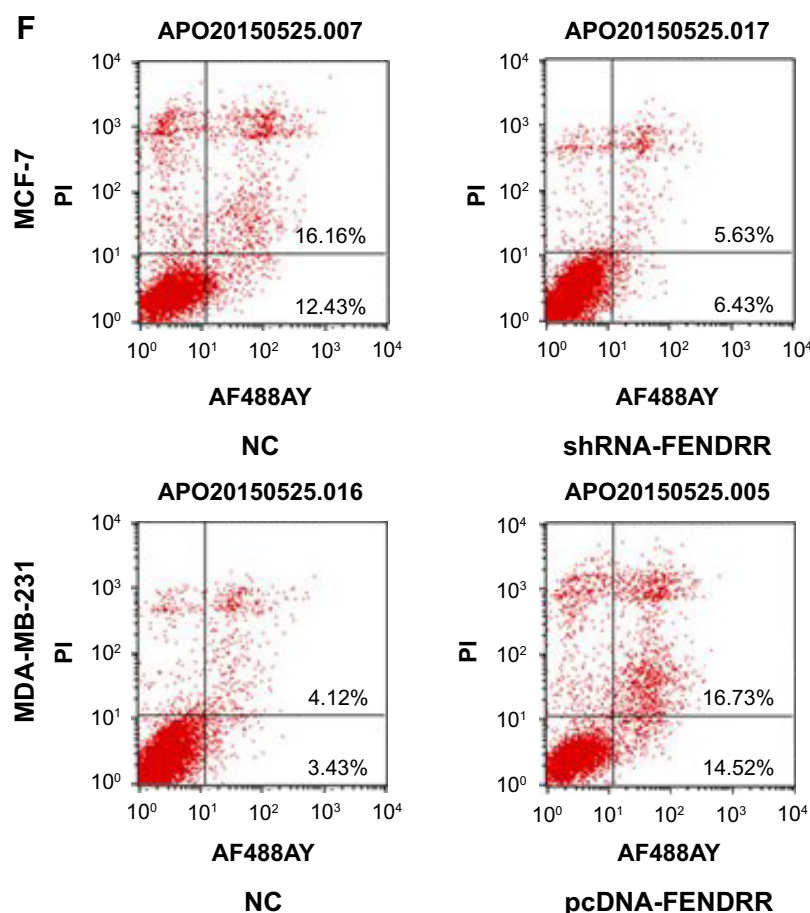 F
APO20150525.007
MCF-7
PI
10⁴
10³
10²
10¹
10⁰
16.16%
12.43%
10⁰ 10¹ 10² 10³ 10⁴
AF488AY
NC
APO20150525.017
PI
10⁴
10³
10²
10¹
10⁰
5.63%
6.43%
10⁰ 10¹ 10² 10³ 10⁴
AF488AY
shRNA-FENDRR
APO20150525.016
MDA-MB-231
PI
10⁴
10³
10²
10¹
10⁰
4.12%
3.43%
10⁰ 10¹ 10² 10³ 10⁴
AF488AY
NC
APO20150525.005
PI
10⁴
10³
10²
10¹
10⁰
16.73%
14.52%
10⁰ 10¹ 10² 10³ 10⁴
AF488AY
pcDNA-FENDRR